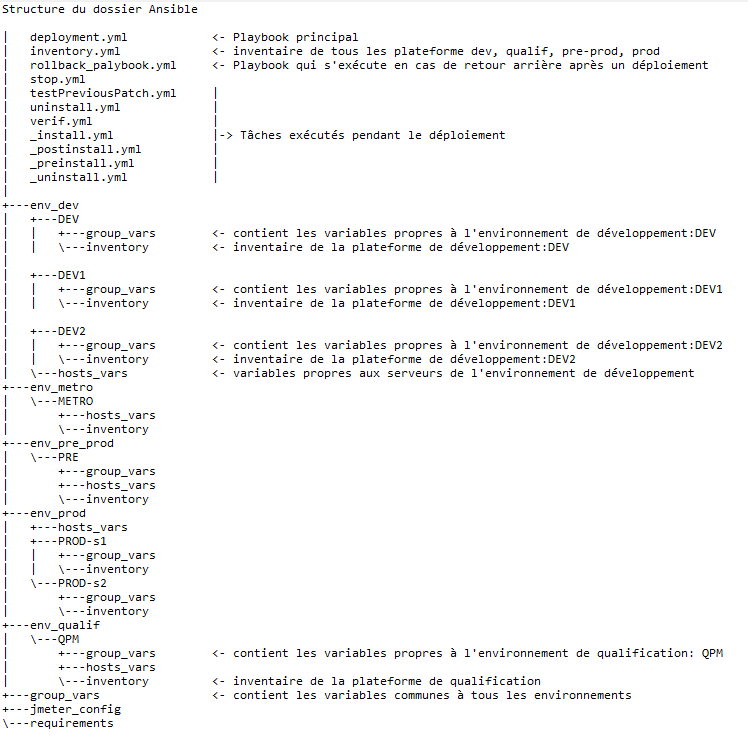 Structure du dossier Ansible

|   deployment.yml            <- Playbook principal
|   inventory.yml             <- inventaire de tous les plateforme dev, qualif, pre-prod, prod
|   rollback_palybook.yml     <- Playbook qui s'exécute en cas de retour arrière après un déploiement
|   stop.yml
|   testPreviousPatch.yml     |
|   uninstall.yml             |
|   verif.yml                 |
|   _install.yml              |-> Tâches exécutés pendant le déploiement
|   _postinstall.yml          |
|   _preinstall.yml           |
|   _uninstall.yml            |
|
+---env_dev
|   +---DEV
|   |   +---group_vars        <- contient les variables propres à l'environnement de développement:DEV
|   |   \---inventory         <- inventaire de la plateforme de développement:DEV
|
|   +---DEV1
|   |   +---group_vars        <- contient les variables propres à l'environnement de développement:DEV1
|   |   \---inventory         <- inventaire de la plateforme de développement:DEV1
|
|   +---DEV2
|   |   +---group_vars        <- contient les variables propres à l'environnement de développement:DEV2
|   |   \---inventory         <- inventaire de la plateforme de développement:DEV2
|   \---hosts_vars            <- variables propres aux serveurs de l'environnement de développement
+---env_metro
|   \---METRO
|       +---hosts_vars
|       \---inventory
+---env_pre_prod
|   \---PRE
|       +---group_vars
|       +---hosts_vars
|       \---inventory
+---env_prod
|   +---hosts_vars
|   +---PROD-s1
|   |   +---group_vars
|   |   \---inventory
|   \---PROD-s2
|       +---group_vars
|       \---inventory
+---env_qualif
|   \---QPM
|       +---group_vars        <- contient les variables propres à l'environnement de qualification: QPM
|       +---hosts_vars
|       \---inventory         <- inventaire de la plateforme de qualification
+---group_vars                <- contient les variables communes à tous les environnements
+---jmeter_config
\---requirements